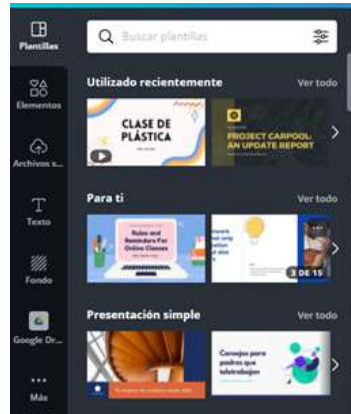 Plantillas
Buscar plantillas
Elementos
Archivos s...
Texto
Fondo
Google Dr...
Más
Utilizado recientemente
Ver todo
CLASE DE
PLÁSTICA
PROJECT CARPOOL:
AN UPDATE REPORT
Para ti
Ver todo
Rules and
Reminders For
Online Classes
3 DE 15
Presentación simple
Ver todo
Consejos para
padres que
teletrabajan